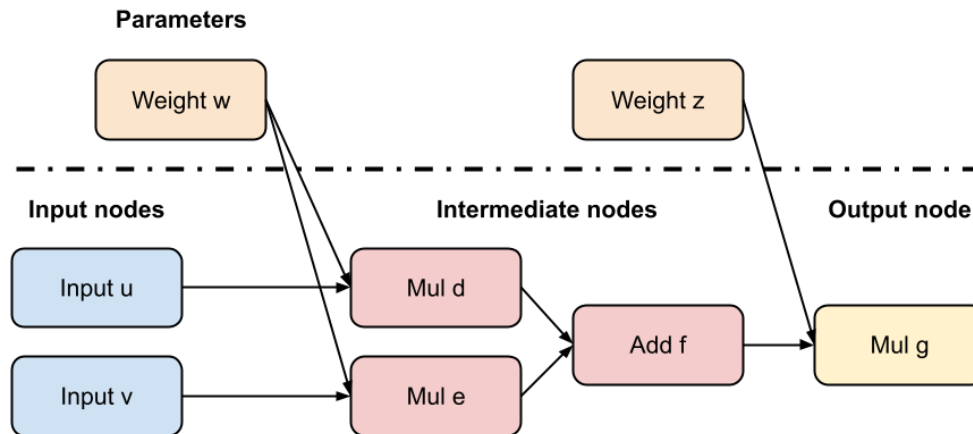 Parameters
Weight w
Weight z
Input nodes
Intermediate nodes
Output node
Input u
Mul d
Add f
Mul g
Input v
Mul e